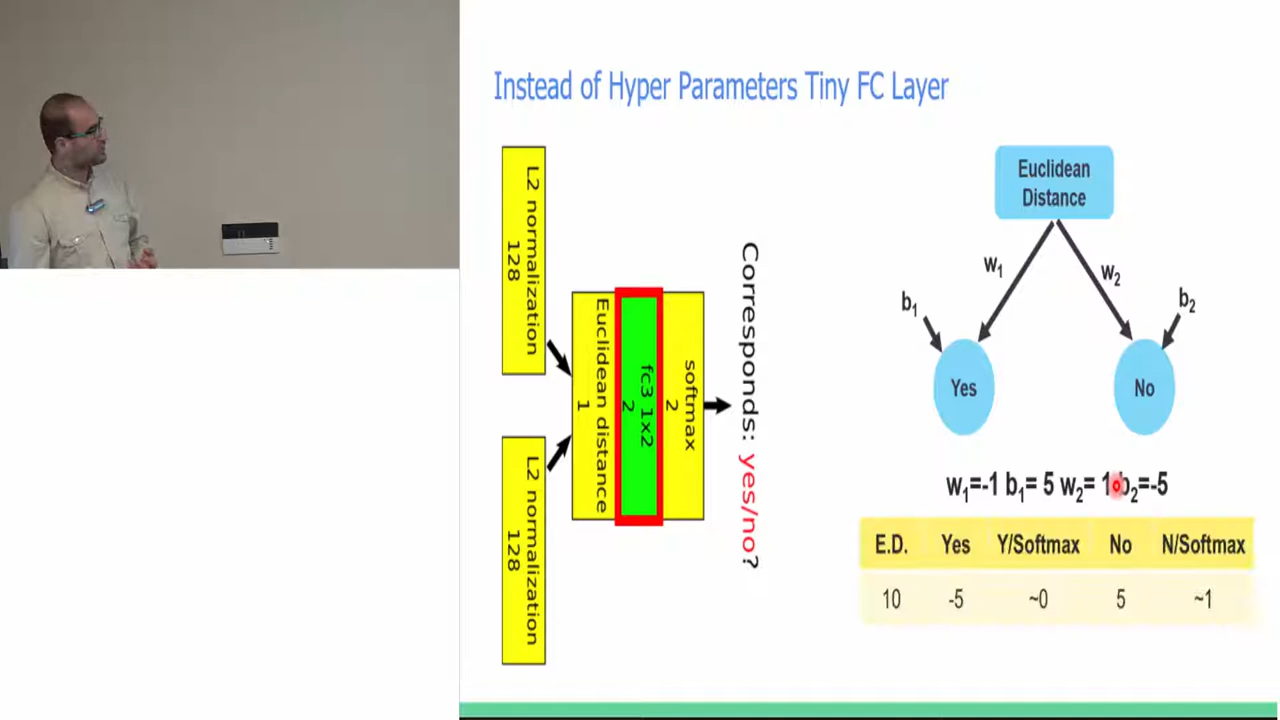 Instead of Hyper Parameters Tiny FC Layer
L2 normalization
128
L2 normalization
128
Euclidean distance
1
fc3 1x2
2
softmax
2
Corresponds: yes/no?
Euclidean
Distance
w1
w2
b1
b2
Yes
No
w1=-1 b1= 5 w2= 1 b2=-5
E.D. Yes Y/Softmax No N/Softmax
10 -5 ~0 5 ~1